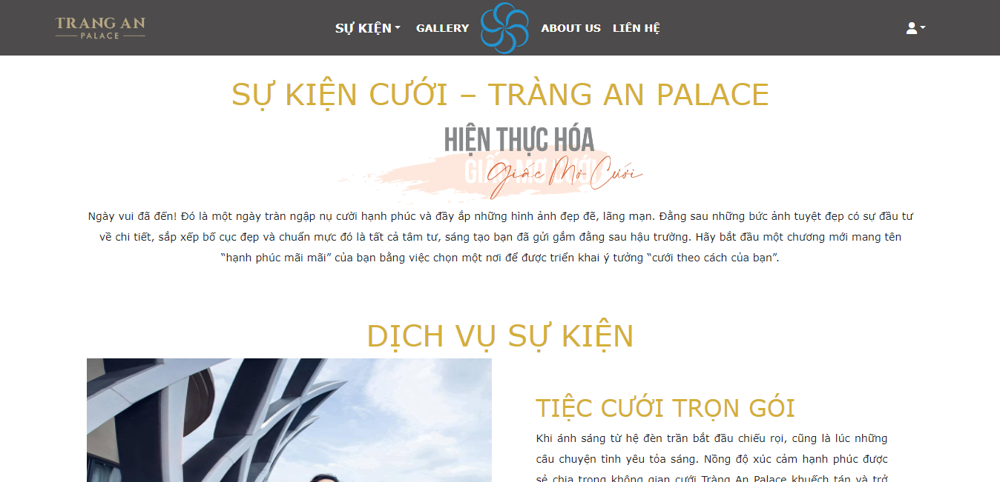 TRANG AN
PALACE
SỰ KIỆN GALLERY ABOUT US LIÊN HỆ
SỰ KIỆN CƯỚI – TRÀNG AN PALACE
HIỆN THỰC HÓA
GIẤC MƠ CƯỚI
Giấc Mơ Cưới
Ngày vui đã đến! Đó là một ngày tràn ngập nụ cười hạnh phúc và đầy ắp những hình ảnh đẹp đẽ, lãng mạn. Đằng sau những bức ảnh tuyệt đẹp có sự đầu tư
về chi tiết, sắp xếp bố cục đẹp và chuẩn mực đó là tất cả tâm tư, sáng tạo bạn đã gửi gắm đằng sau hậu trường. Hãy bắt đầu một chương mới mang tên
“hạnh phúc mãi mãi” của bạn bằng việc chọn một nơi để được triển khai ý tưởng “cưới theo cách của bạn”.
DỊCH VỤ SỰ KIỆN
TIỆC CƯỚI TRỌN GÓI
Khi ánh sáng từ hệ đèn trần bắt đầu chiếu rọi, cũng là lúc những
câu chuyện tình yêu tỏa sáng. Nồng độ xúc cảm hạnh phúc được
sẻ chia trong không gian cưới Tràng An Palace khuếch tán và trở